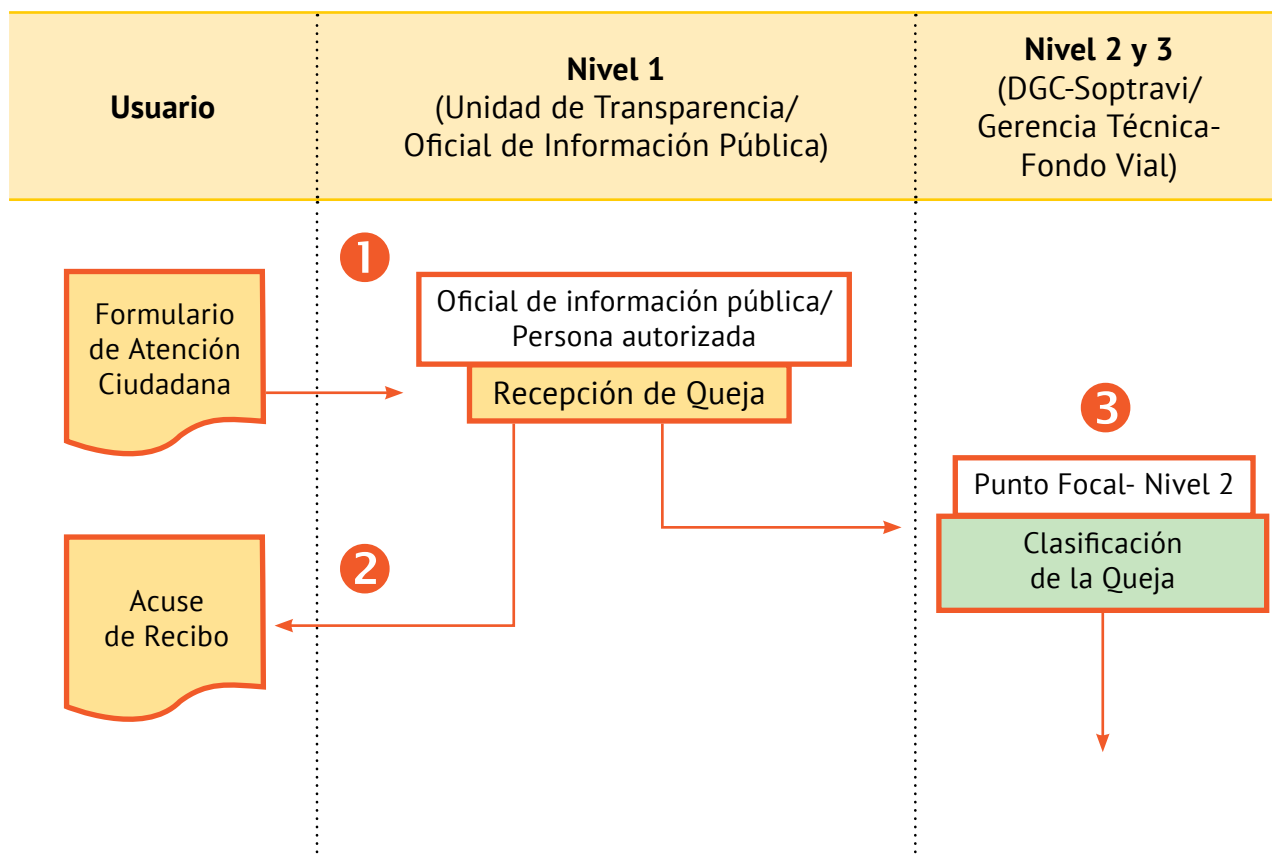 Usuario
Nivel 1
(Unidad de Transparencia/
Oficial de Información Pública)
Nivel 2 y 3
(DGC-Soptravi/
Gerencia Técnica-
Fondo Vial)
Formulario
de Atención
Ciudadana
1
Oficial de información pública/
Persona autorizada
Recepción de Queja
2
Acuse
de Recibo
3
Punto Focal- Nivel 2
Clasificación
de la Queja